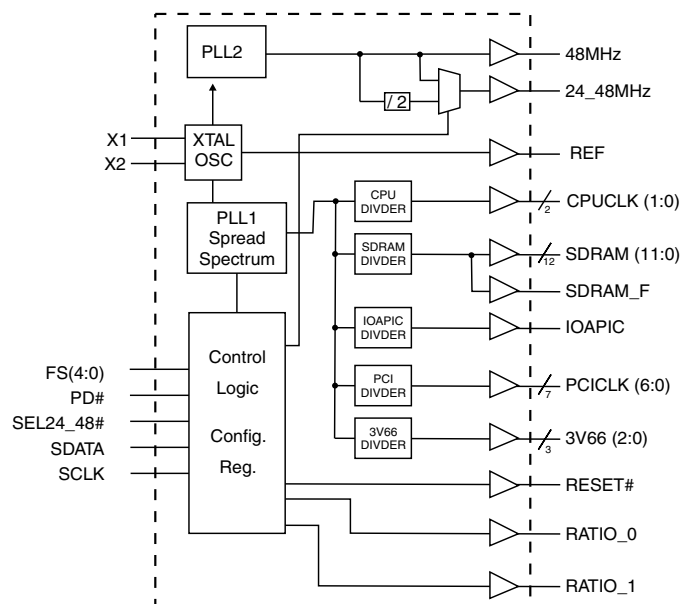 PLL2
48MHz
/ 2
24_48MHz
X1
X2
XTAL
OSC
REF
PLL1
Spread
Spectrum
CPU
DIVDER
2
CPUCLK (1:0)
SDRAM
DIVDER
12
SDRAM (11:0)
SDRAM_F
IOAPIC
DIVDER
IOAPIC
Control
Logic
Config.
Reg.
FS(4:0)
PD#
SEL24_48#
SDATA
SCLK
PCI
DIVDER
7
PCICLK (6:0)
3V66
DIVDER
3
3V66 (2:0)
RESET#
RATIO_0
RATIO_1